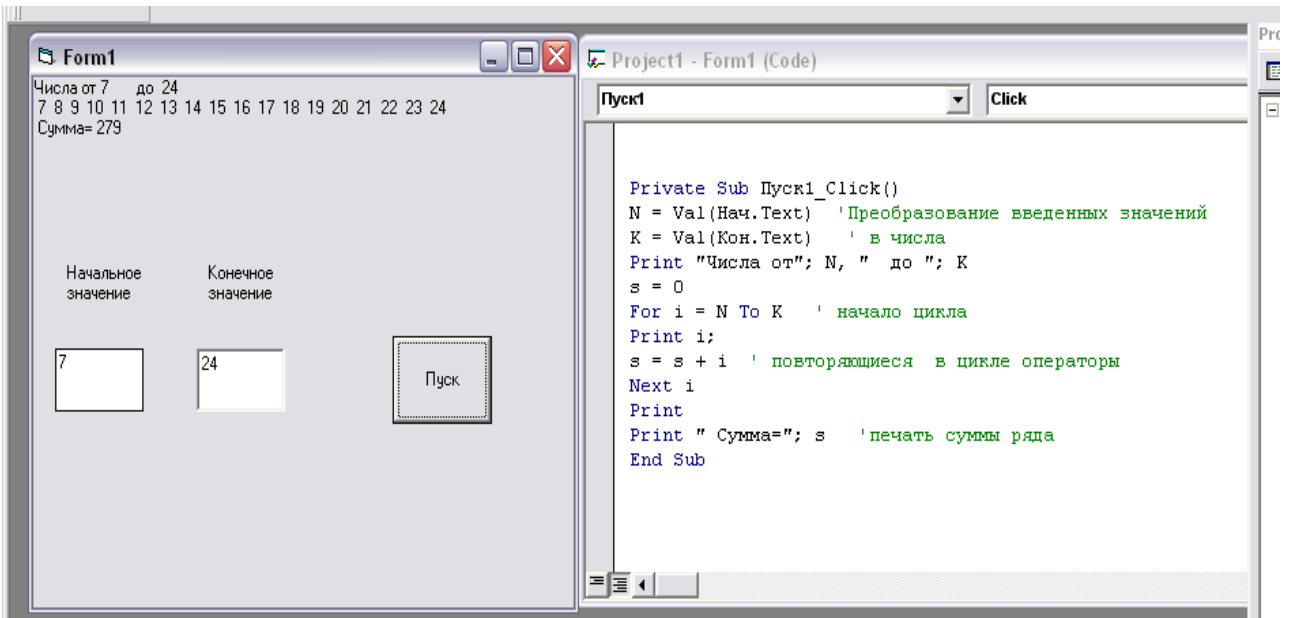 Form1
Числа от 7 до 24
7 8 9 10 11 12 13 14 15 16 17 18 19 20 21 22 23 24
Сумма= 279
Начальное
значение
Конечное
значение
7
24
Пуск
Project1 - Form1 (Code)
Пуск1
Click
Private Sub Пуск1_Click()
N = Val(Нач.Text) 'Преобразование введенных значений
K = Val(Кон.Text) ' в числа
Print "Числа от"; N, " до "; K
s = 0
For i = N To K ' начало цикла
Print i;
s = s + i ' повторяющиеся в цикле операторы
Next i
Print
Print " Сумма="; s 'печать суммы ряда
End Sub
Pro